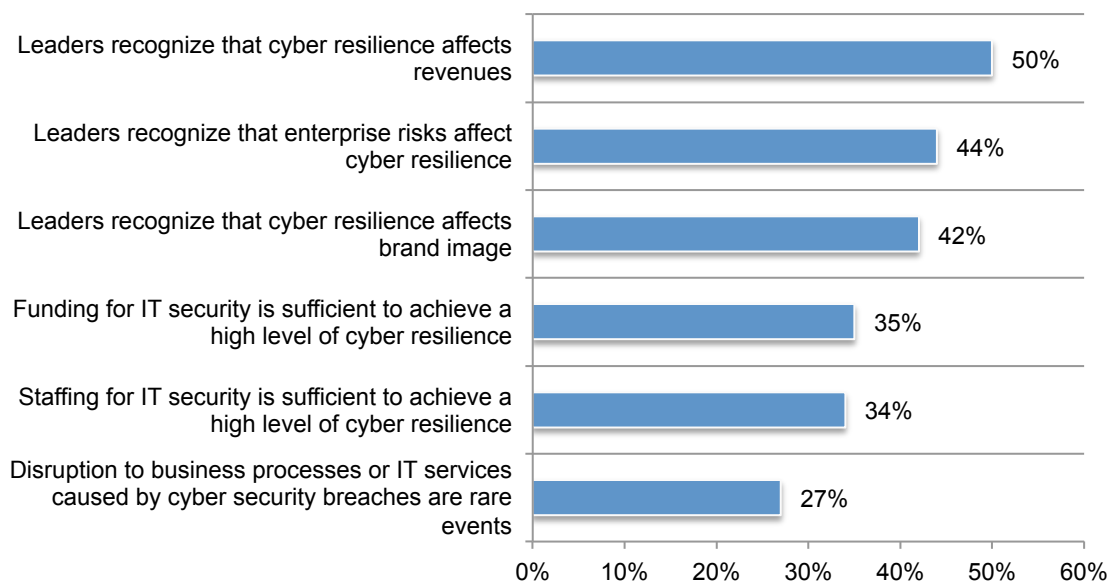 Leaders recognize that cyber resilience affects
revenues
50%
Leaders recognize that enterprise risks affect
cyber resilience
44%
Leaders recognize that cyber resilience affects
brand image
42%
Funding for IT security is sufficient to achieve a
high level of cyber resilience
35%
Staffing for IT security is sufficient to achieve a
high level of cyber resilience
34%
Disruption to business processes or IT services
caused by cyber security breaches are rare
events
27%
0% 10% 20% 30% 40% 50% 60%